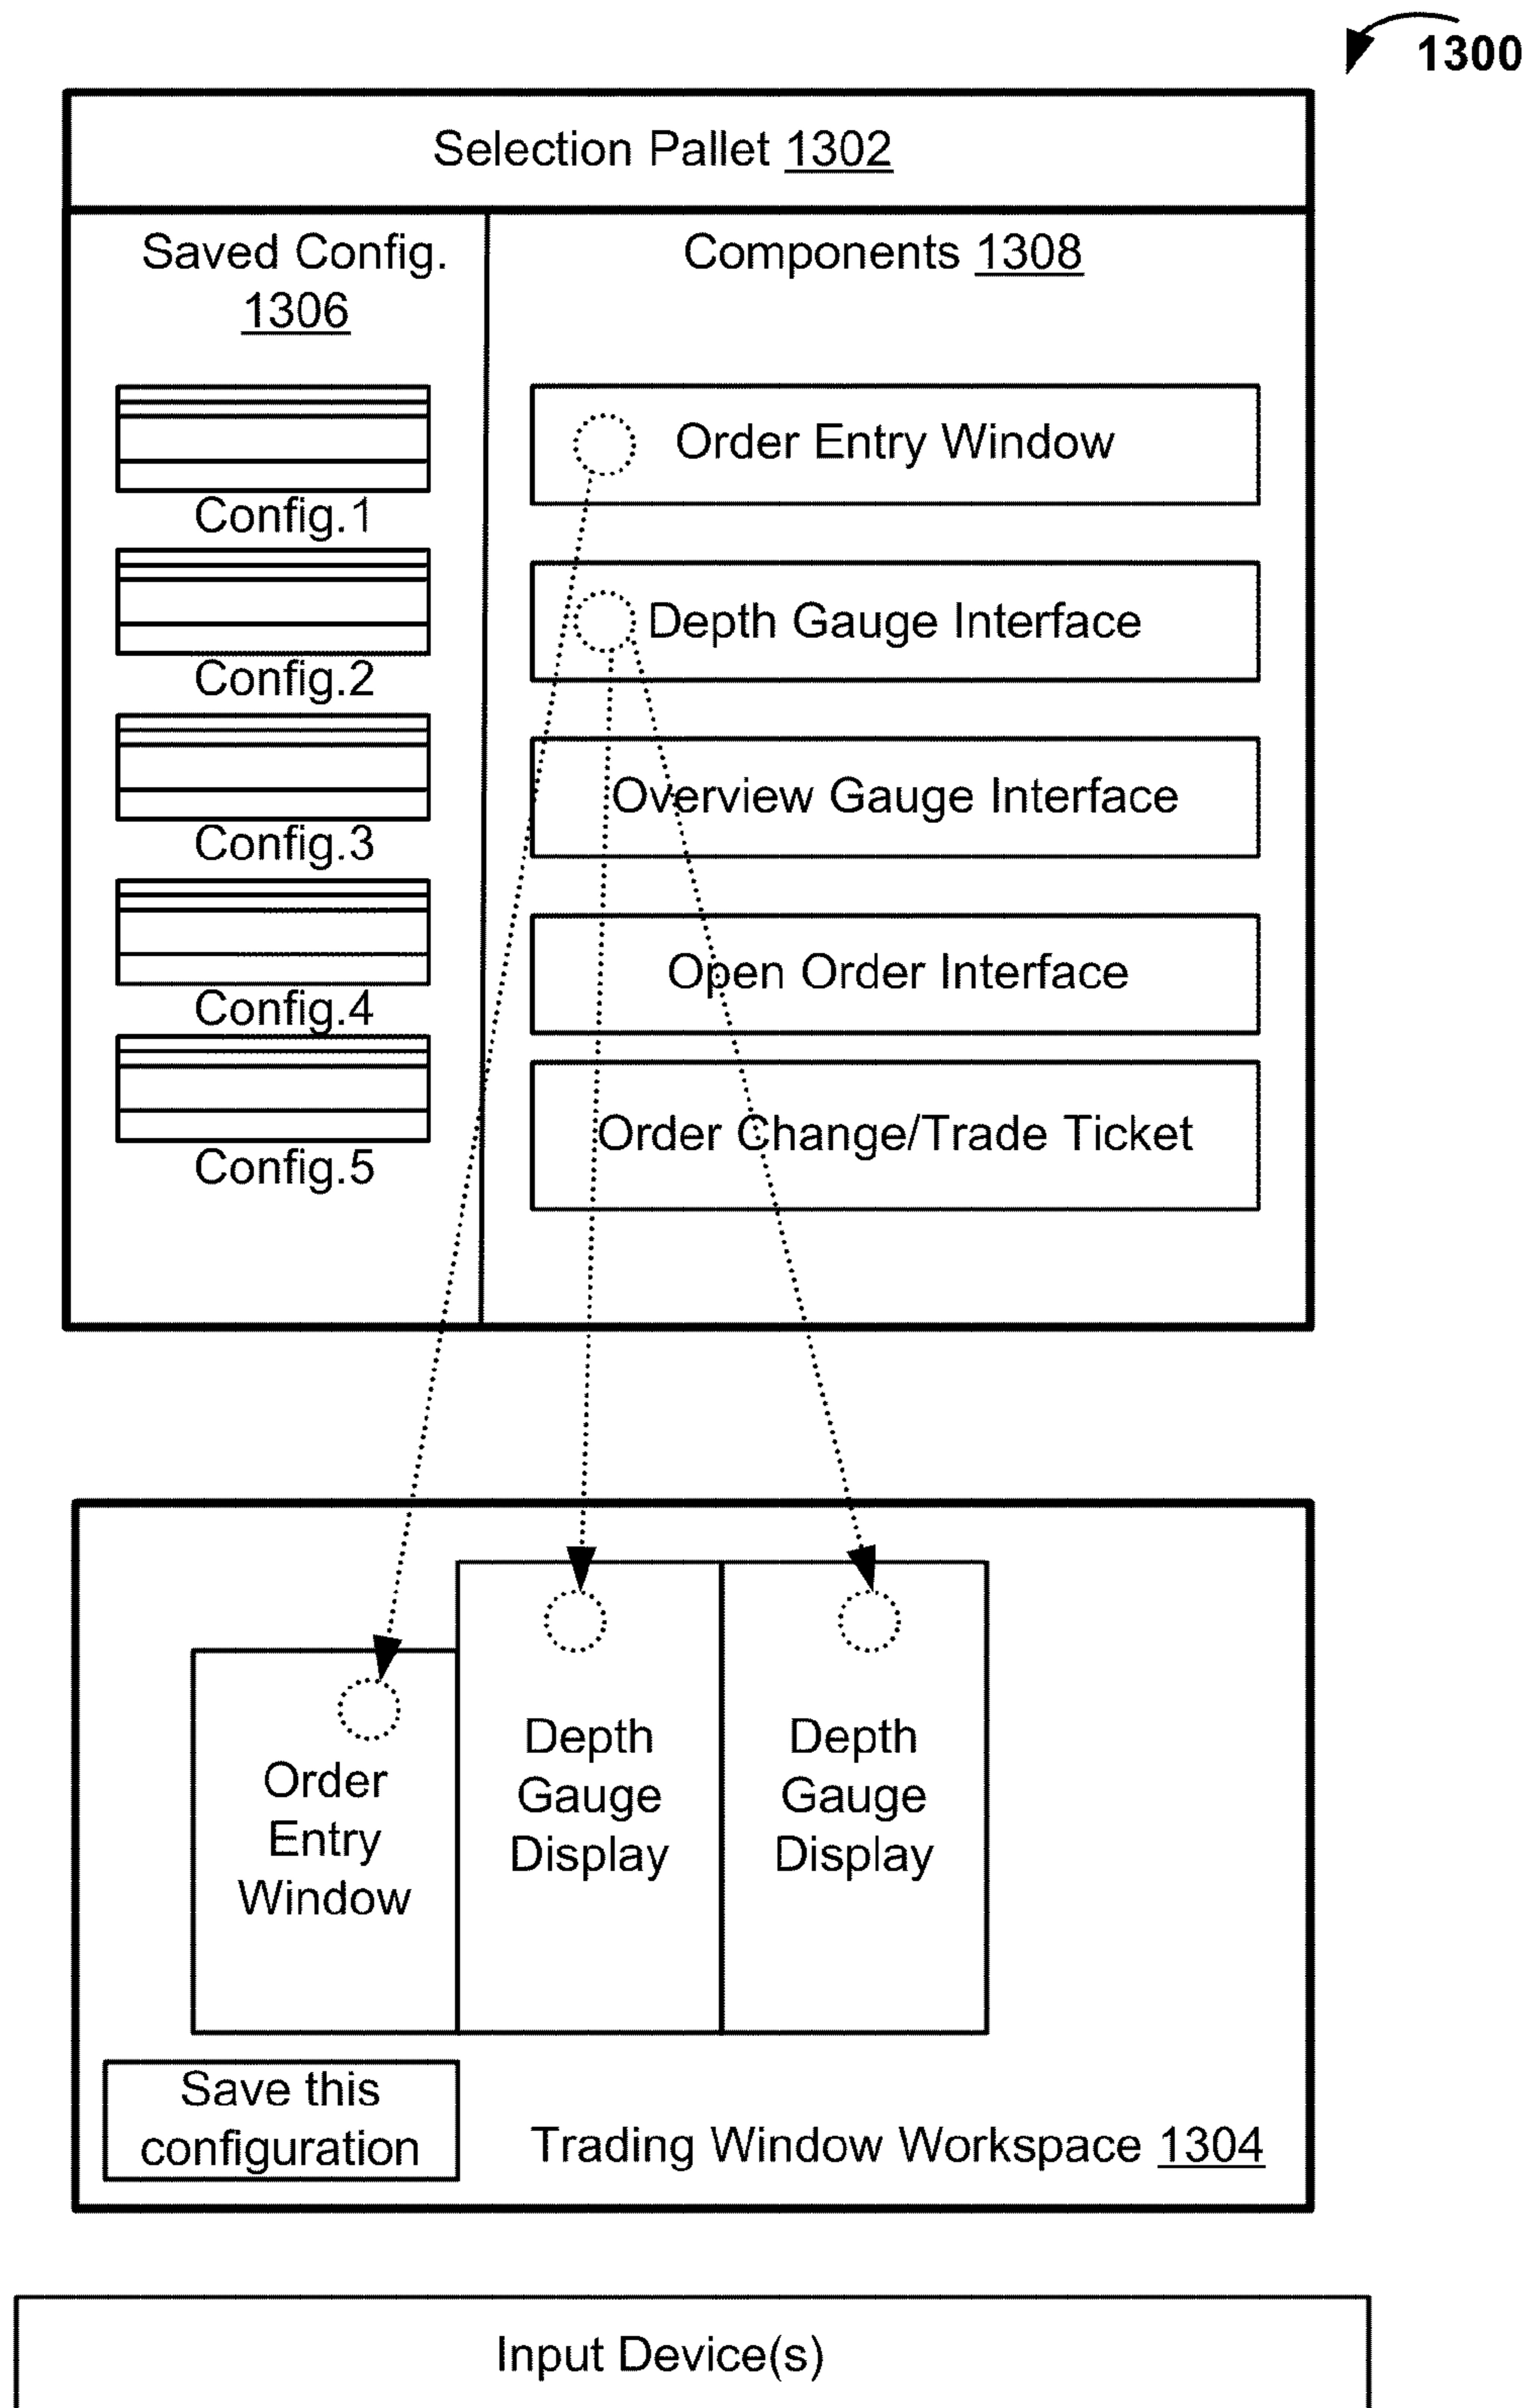 1300
Selection Pallet 1302
Saved Config.
1306
Config.1
Config.2
Config.3
Config.4
Config.5
Components 1308
Order Entry Window
Depth Gauge Interface
Overview Gauge Interface
Open Order Interface
Order Change/Trade Ticket
Order
Entry
Window
Depth
Gauge
Display
Depth
Gauge
Display
Save this
configuration
Trading Window Workspace 1304
Input Device(s)